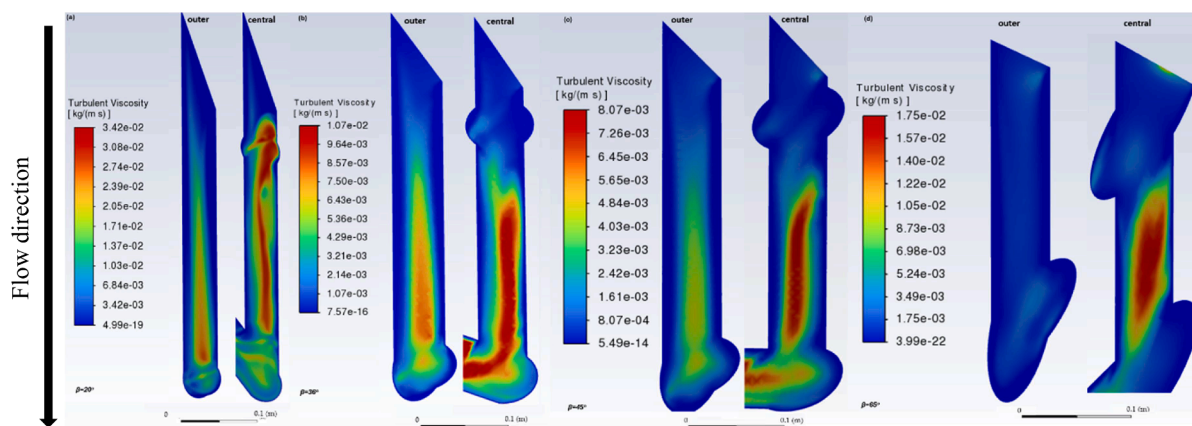 Flow direction
(a)
outer
central
Turbulent Viscosity
[ kg/(m s) ]
3.42e-02
3.08e-02
2.74e-02
2.39e-02
2.05e-02
1.71e-02
1.37e-02
1.03e-02
6.84e-03
3.42e-03
4.99e-19
β=20°
0
0.1 (m)
(b)
outer
central
Turbulent Viscosity
[ kg/(m s) ]
1.07e-02
9.64e-03
8.57e-03
7.50e-03
6.43e-03
5.36e-03
4.29e-03
3.21e-03
2.14e-03
1.07e-03
7.57e-16
β=36°
0
0.1 (m)
(c)
outer
central
Turbulent Viscosity
[ kg/(m s) ]
8.07e-03
7.26e-03
6.45e-03
5.65e-03
4.84e-03
4.03e-03
3.23e-03
2.42e-03
1.61e-03
8.07e-04
5.49e-14
β=45°
0
0.1 (m)
(d)
outer
central
Turbulent Viscosity
[ kg/(m s) ]
1.75e-02
1.57e-02
1.40e-02
1.22e-02
1.05e-02
8.73e-03
6.98e-03
5.24e-03
3.49e-03
1.75e-03
3.99e-22
β=65°
0
0.1 (m)